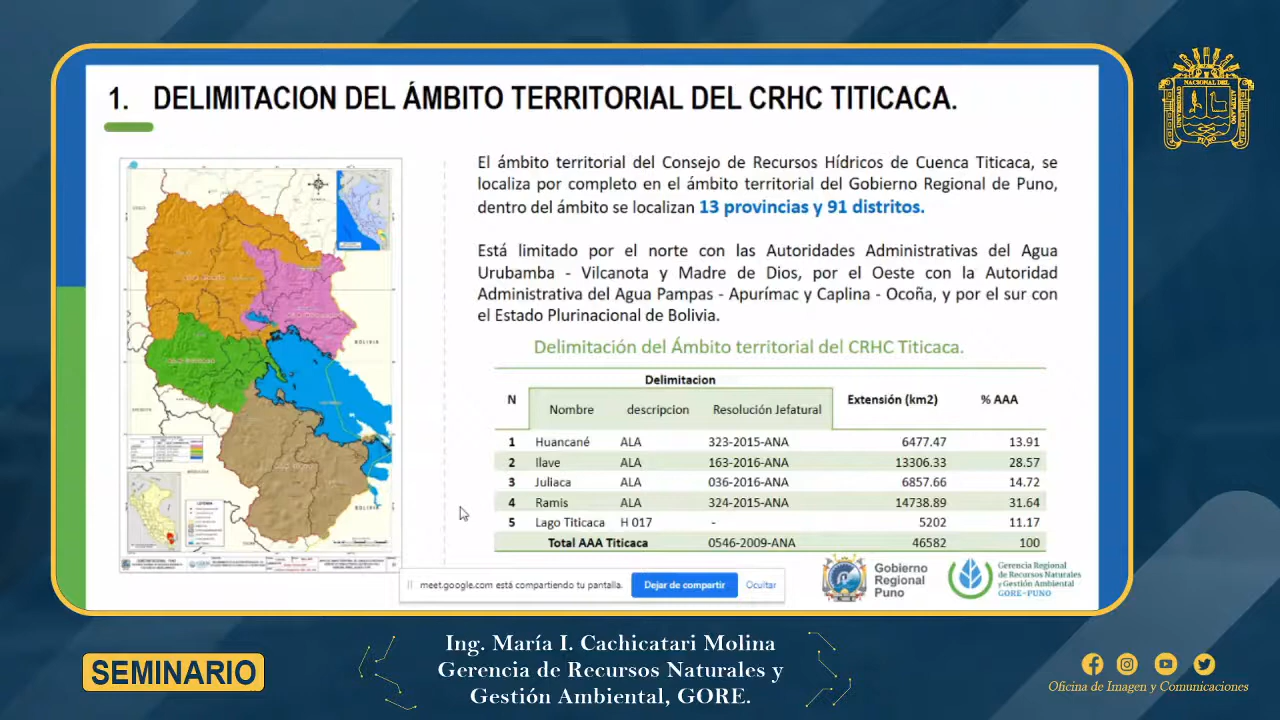 1. DELIMITACION DEL ÁMBITO TERRITORIAL DEL CRHC TITICACA.
El ámbito territorial del Consejo de Recursos Hídricos de Cuenca Titicaca, se
localiza por completo en el ámbito territorial del Gobierno Regional de Puno,
dentro del ámbito se localizan 13 provincias y 91 distritos.
Está limitado por el norte con las Autoridades Administrativas del Agua
Urubamba - Vilcanota y Madre de Dios, por el Oeste con la Autoridad
Administrativa del Agua Pampas - Apurímac y Caplina - Ocoña, y por el sur con
el Estado Plurinacional de Bolivia.
Delimitación del Ámbito territorial del CRHC Titicaca.
Delimitacion
N Nombre descripcion Resolución Jefatural Extensión (km2) % AAA
1 Huancané ALA 323-2015-ANA 6477.47 13.91
2 Ilave ALA 163-2016-ANA 13306.33 28.57
3 Juliaca ALA 036-2016-ANA 6857.66 14.72
4 Ramis ALA 324-2015-ANA 14738.89 31.64
5 Lago Titicaca H 017 - 5202 11.17
Total AAA Titicaca 0546-2009-ANA 46582 100
BOLIVIA
BOLIVIA
LEYENDA
meet.google.com está compartiendo tu pantalla. Dejar de compartir Ocultar
Gobierno
Regional
Puno
Gerencia Regional
de Recursos Naturales
y Gestión Ambiental
GORE-PUNO
SEMINARIO
Ing. María I. Cachicatari Molina
Gerencia de Recursos Naturales y
Gestión Ambiental, GORE.
Oficina de Imagen y Comunicaciones
NACIONAL DEL
UNIVERSIDAD
ALTIPLANO
PUNO